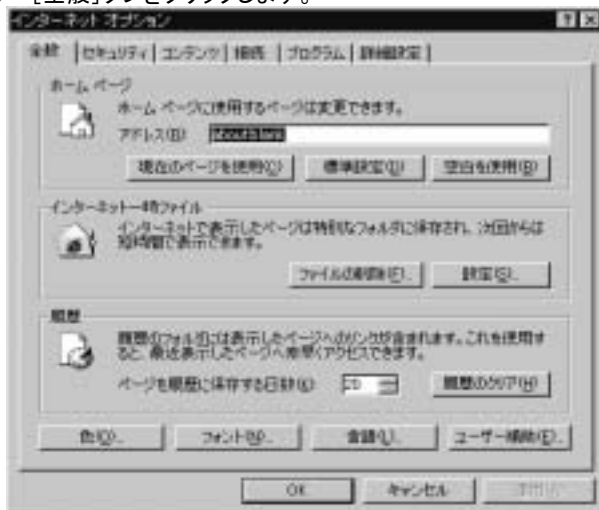 [全般]タブをクリックします。
インターネット オプション
全般 セキュリティ コンテンツ 接続 プログラム 詳細設定
ホーム ページ
ホーム ページに使用するページは変更できます。
アドレス(R) about:blank
現在のページを使用(C) 標準設定(D) 空白を使用(B)
インターネット一時ファイル
インターネットで表示したページは特別なフォルダに保存され、次回からは
短時間で表示できます。
ファイルの削除(F)... 設定(S)...
履歴
履歴のフォルダには表示したページへのリンクが含まれます。これを使用す
ると、最近表示したページへ素早くアクセスできます。
ページを履歴に保存する日数(K) 20 履歴のクリア(H)
色(O)... フォント(N)... 言語(L)... ユーザー補助(E)...
OK キャンセル